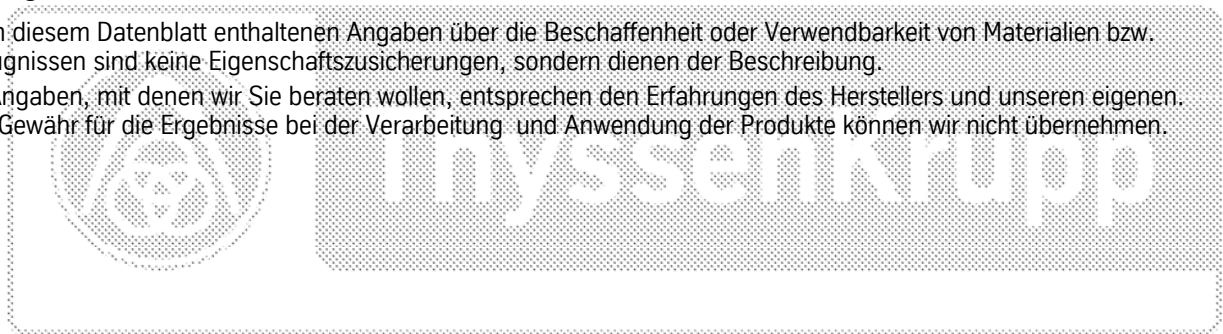 n diesem Datenblatt enthaltenen Angaben über die Beschaffenheit oder Verwendbarkeit von Materialien bzw.
gnissen sind keine Eigenschaftszusicherungen, sondern dienen der Beschreibung.
Angaben, mit denen wir Sie beraten wollen, entsprechen den Erfahrungen des Herstellers und unseren eigenen.
Gewähr für die Ergebnisse bei der Verarbeitung und Anwendung der Produkte können wir nicht übernehmen.
ThyssenKrupp